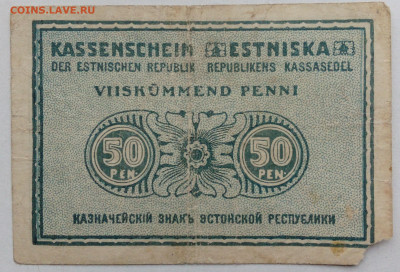 COINS.LAVE.RU
KASSENSCHEIN ESTNISKA
DER ESTNISCHEN REPUBLIK REPUBLIKENS KASSASEDEL
VIISKÜMMEND PENNI
50 50
PEN. PEN.
КАЗНАЧЕЙСКІЙ ЗНАКЪ ЭСТОНСКОЙ РЕСПУБЛИКИ